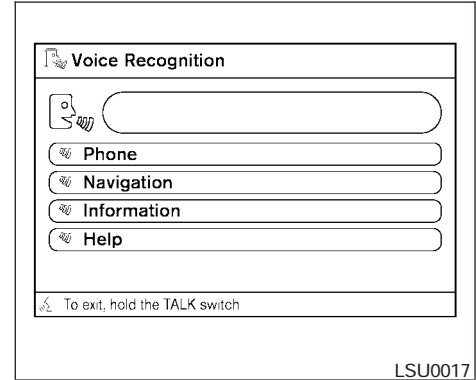 Voice Recognition
Phone
Navigation
Information
Help
To exit, hold the TALK switch
LSU0017